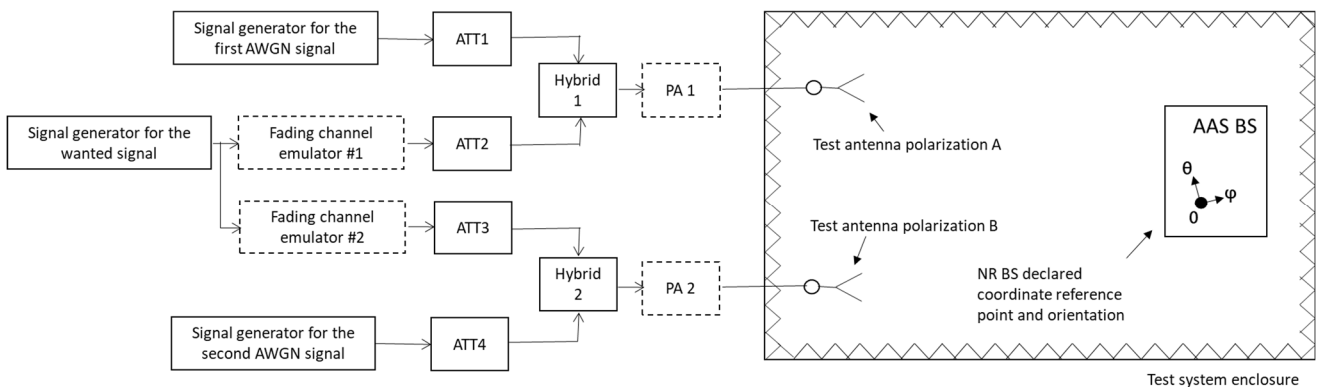 Signal generator for the
first AWGN signal
ATT1
Hybrid
1
PA 1
Signal generator for the
wanted signal
Fading channel
emulator #1
ATT2
Fading channel
emulator #2
ATT3
Hybrid
2
PA 2
Signal generator for the
second AWGN signal
ATT4
Test antenna polarization A
Test antenna polarization B
AAS BS
θ
φ
0
NR BS declared
coordinate reference
point and orientation
Test system enclosure